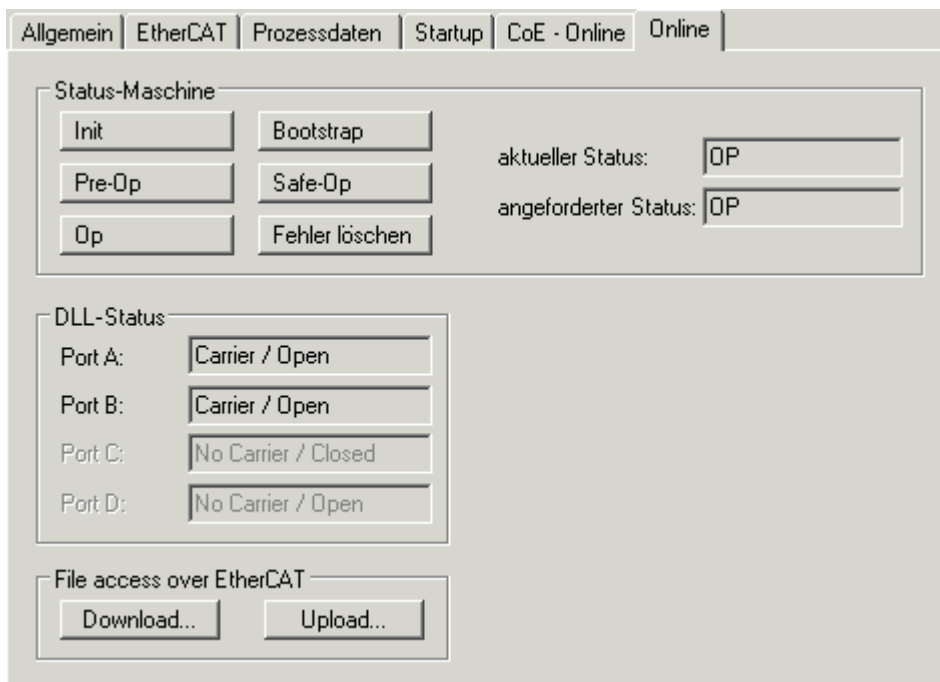 Allgemein EtherCAT Prozessdaten Startup CoE - Online Online
Status-Maschine
Init Bootstrap
aktueller Status: OP
Pre-Op Safe-Op
angeforderter Status: OP
Op Fehler löschen
DLL-Status
Port A: Carrier / Open
Port B: Carrier / Open
Port C: No Carrier / Closed
Port D: No Carrier / Open
File access over EtherCAT
Download... Upload...